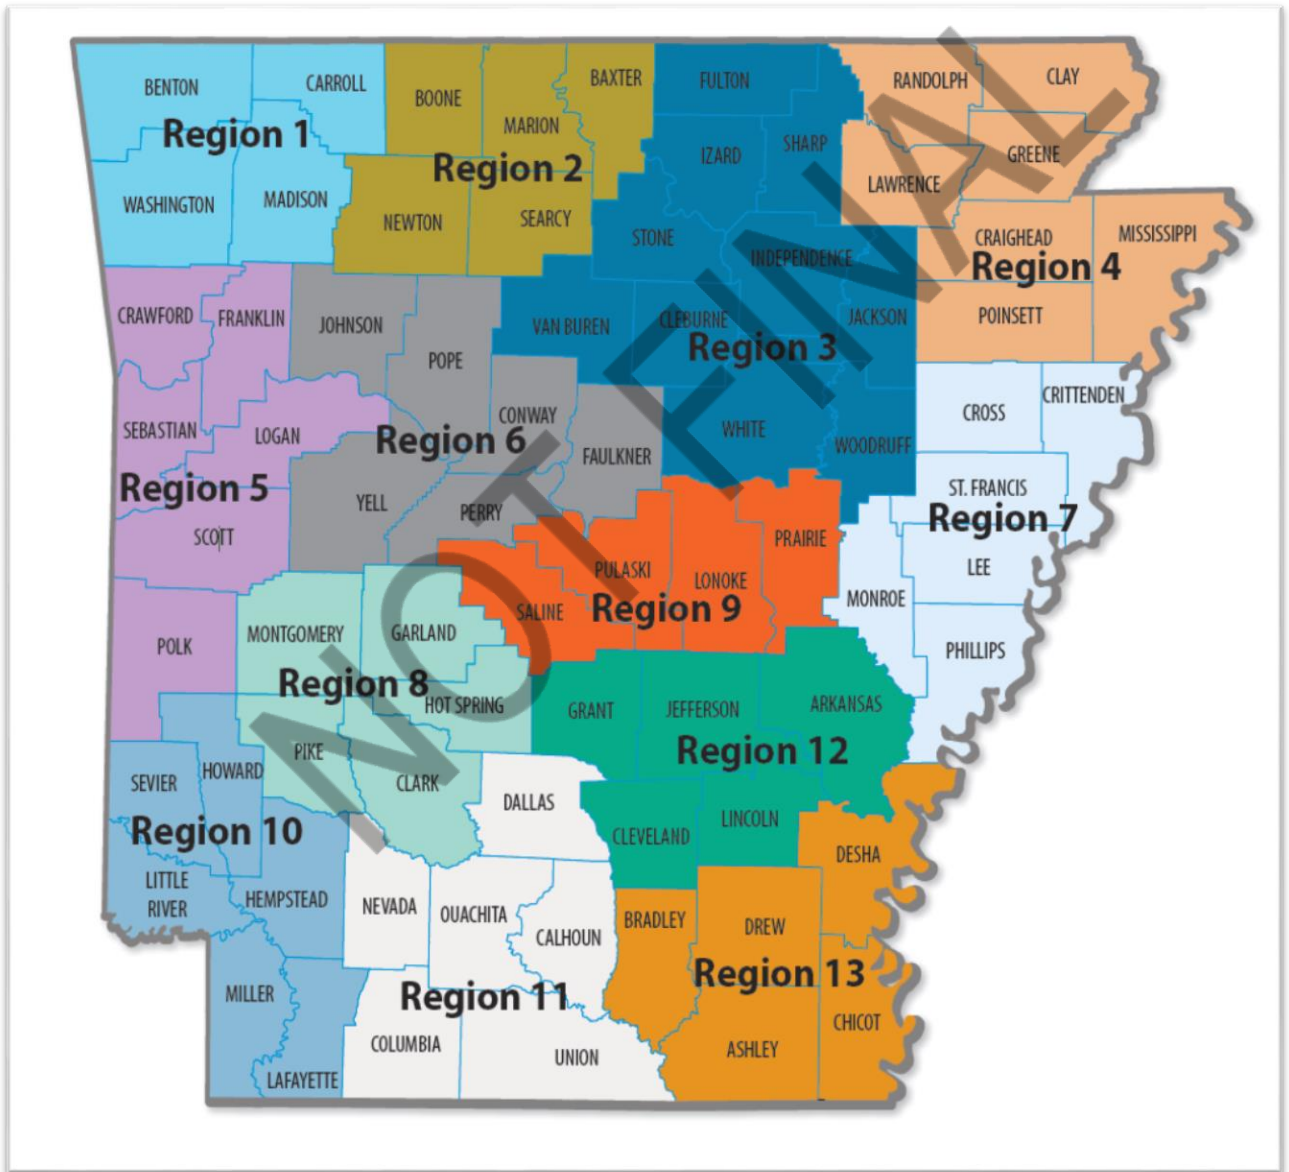 BENTON
CARROLL
BOONE
MARION
BAXTER
FULTON
RANDOLPH
CLAY
Region 1
Region 2
IZARD
SHARP
GREENE
LAWRENCE
WASHINGTON
MADISON
NEWTON
SEARCY
STONE
INDEPENDENCE
CRAIGHEAD
MISSISSIPPI
Region 4
CRAWFORD
FRANKLIN
JOHNSON
POPE
VAN BUREN
CLEBURNE
JACKSON
POINSETT
Region 3
SEBASTIAN
LOGAN
CONWAY
FAULKNER
WHITE
WOODRUFF
CROSS
CRITTENDEN
Region 6
Region 5
YELL
PERRY
ST. FRANCIS
Region 7
SCOTT
PULASKI
LONOKE
PRAIRIE
LEE
SALINE
Region 9
MONROE
POLK
MONTGOMERY
GARLAND
PHILLIPS
Region 8
HOT SPRING
GRANT
JEFFERSON
ARKANSAS
Region 12
SEVIER
HOWARD
PIKE
CLARK
DALLAS
CLEVELAND
LINCOLN
Region 10
DESHA
LITTLE
RIVER
HEMPSTEAD
NEVADA
OUACHITA
CALHOUN
BRADLEY
DREW
Region 13
MILLER
Region 11
CHICOT
LAFAYETTE
COLUMBIA
UNION
ASHLEY
NOT FINAL